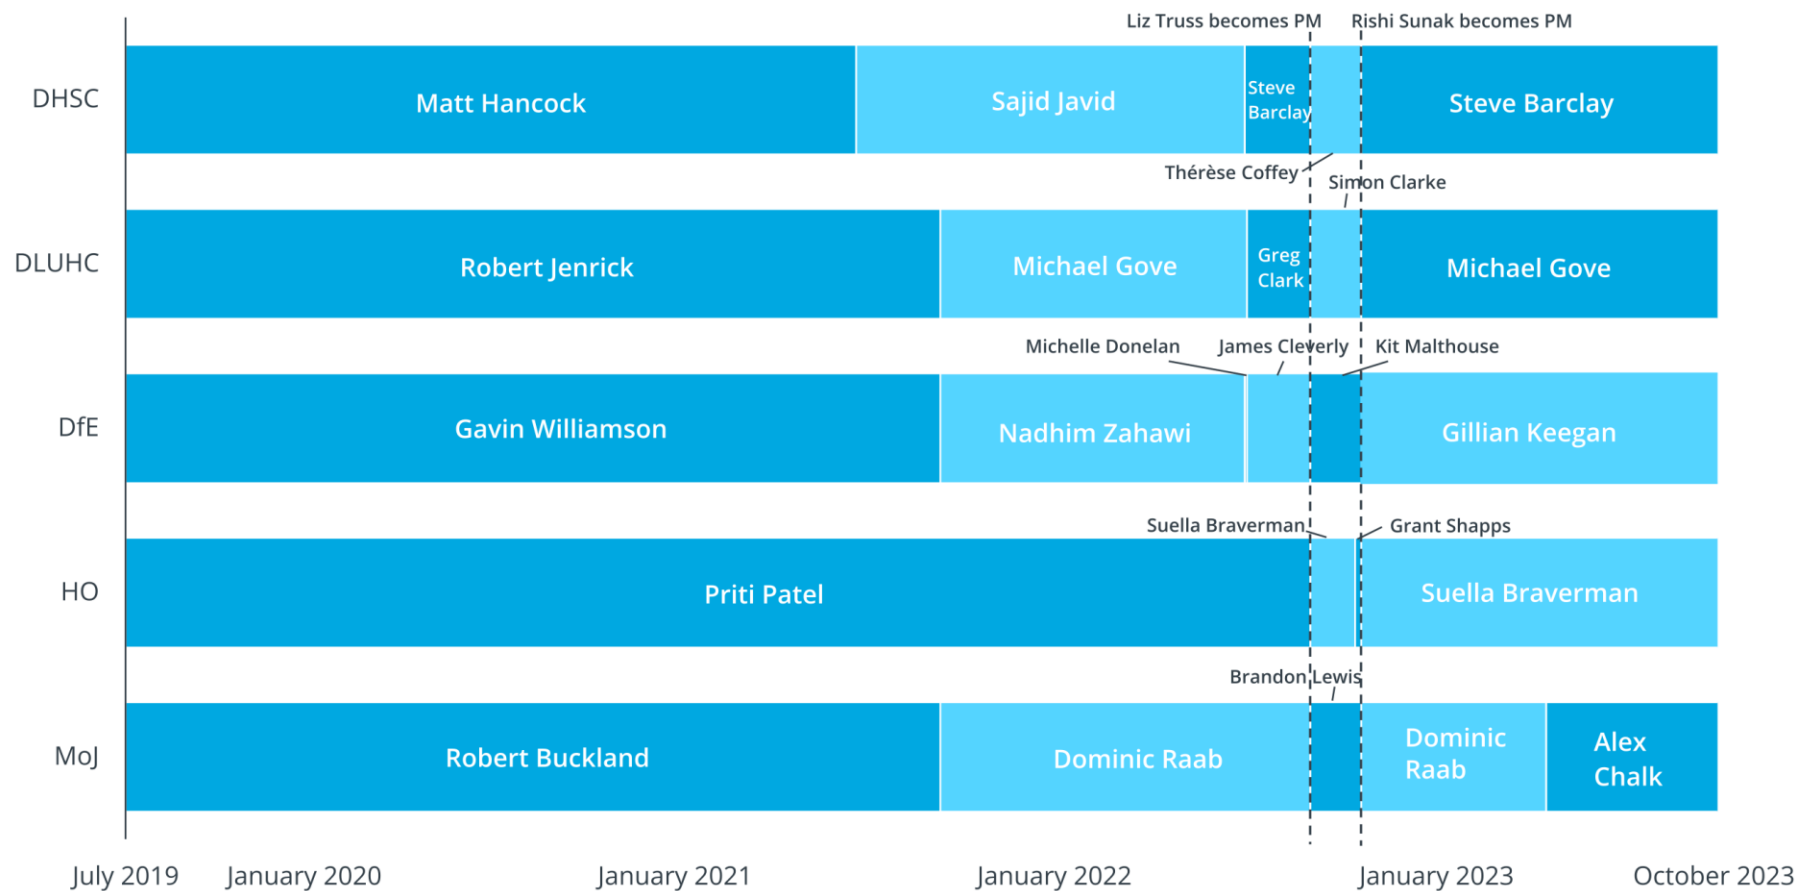 Liz Truss becomes PM
Rishi Sunak becomes PM
DHSC
Matt Hancock
Sajid Javid
Steve
Barclay
Steve Barclay
Thérèse Coffey
Simon Clarke
DLUHC
Robert Jenrick
Michael Gove
Greg
Clark
Michael Gove
Michelle Donelan
James Cleverly
Kit Malthouse
DfE
Gavin Williamson
Nadhim Zahawi
Gillian Keegan
Suella Braverman
Grant Shapps
HO
Priti Patel
Suella Braverman
Brandon Lewis
MoJ
Robert Buckland
Dominic Raab
Dominic
Raab
Alex
Chalk
July 2019
January 2020
January 2021
January 2022
January 2023
October 2023